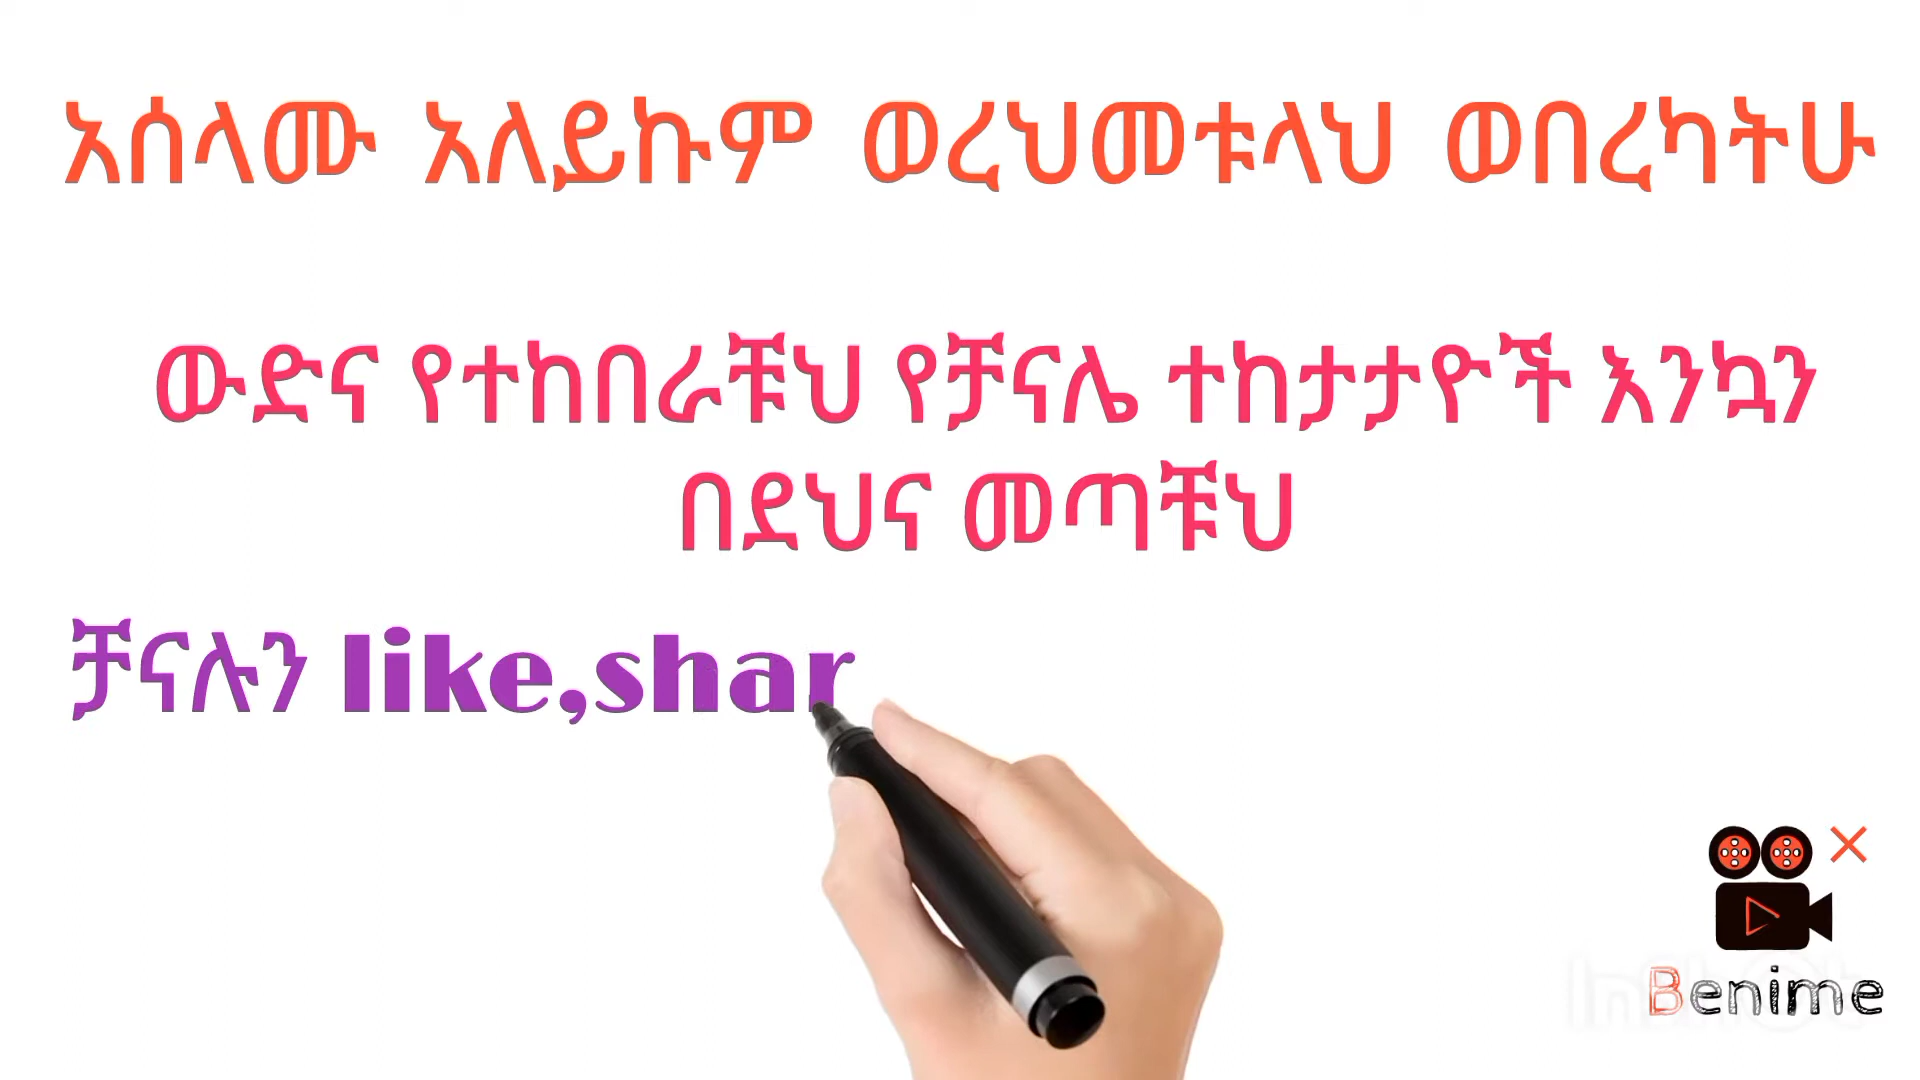 አሰላሙ አለይኩም ወረህመቱላህ ወበረካትሁ
ውድና የተከበራቹህ የቻናሌ ተከታታዮች እንኳን
በደህና መጣቹህ
ቻናሉን like,shar
Benime